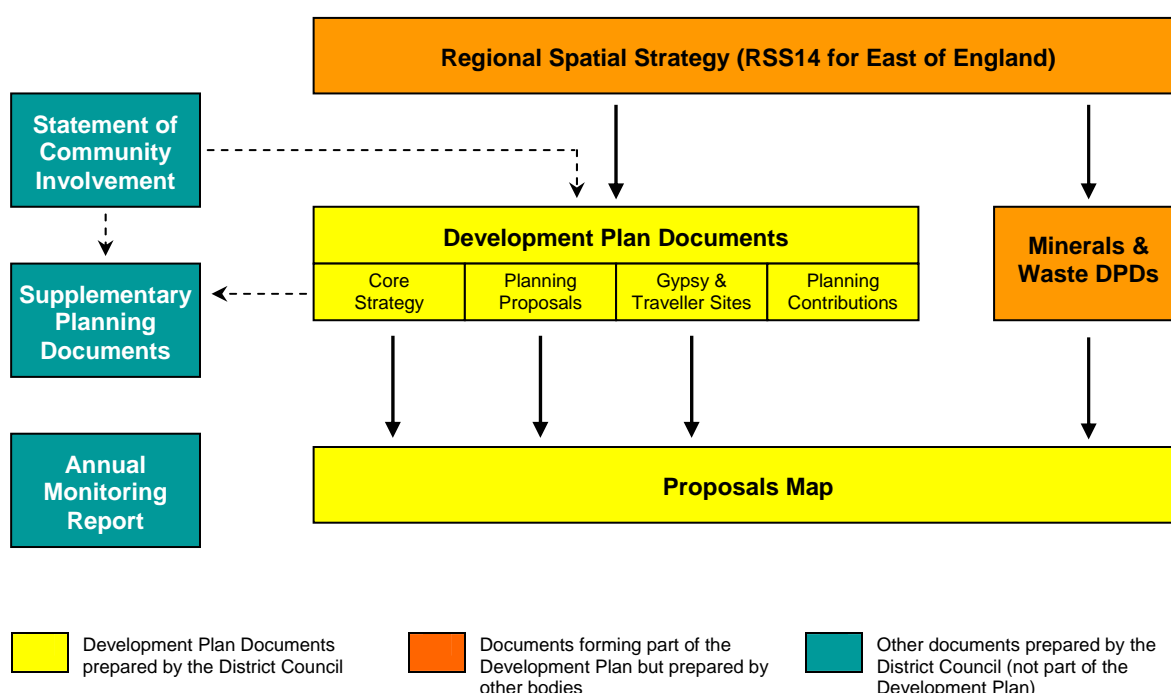 Regional Spatial Strategy (RSS14 for East of England)
Statement of
Community
Involvement
Development Plan Documents
Core
Strategy
Planning
Proposals
Gypsy &
Traveller Sites
Planning
Contributions
Minerals &
Waste DPDs
Supplementary
Planning
Documents
Annual
Monitoring
Report
Proposals Map
Development Plan Documents
prepared by the District Council
Documents forming part of the
Development Plan but prepared by
other bodies
Other documents prepared by the
District Council (not part of the
Development Plan)